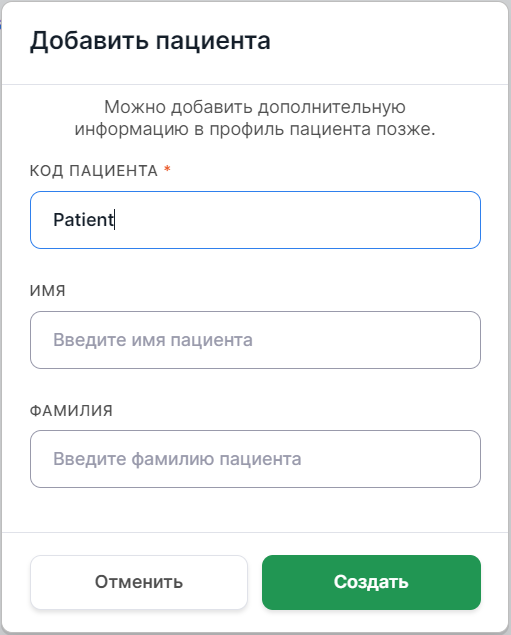 Добавить пациента
Можно добавить дополнительную
информацию в профиль пациента позже.
КОД ПАЦИЕНТА *
Patient
ИМЯ
Введите имя пациента
ФАМИЛИЯ
Введите фамилию пациента
Отменить Создать